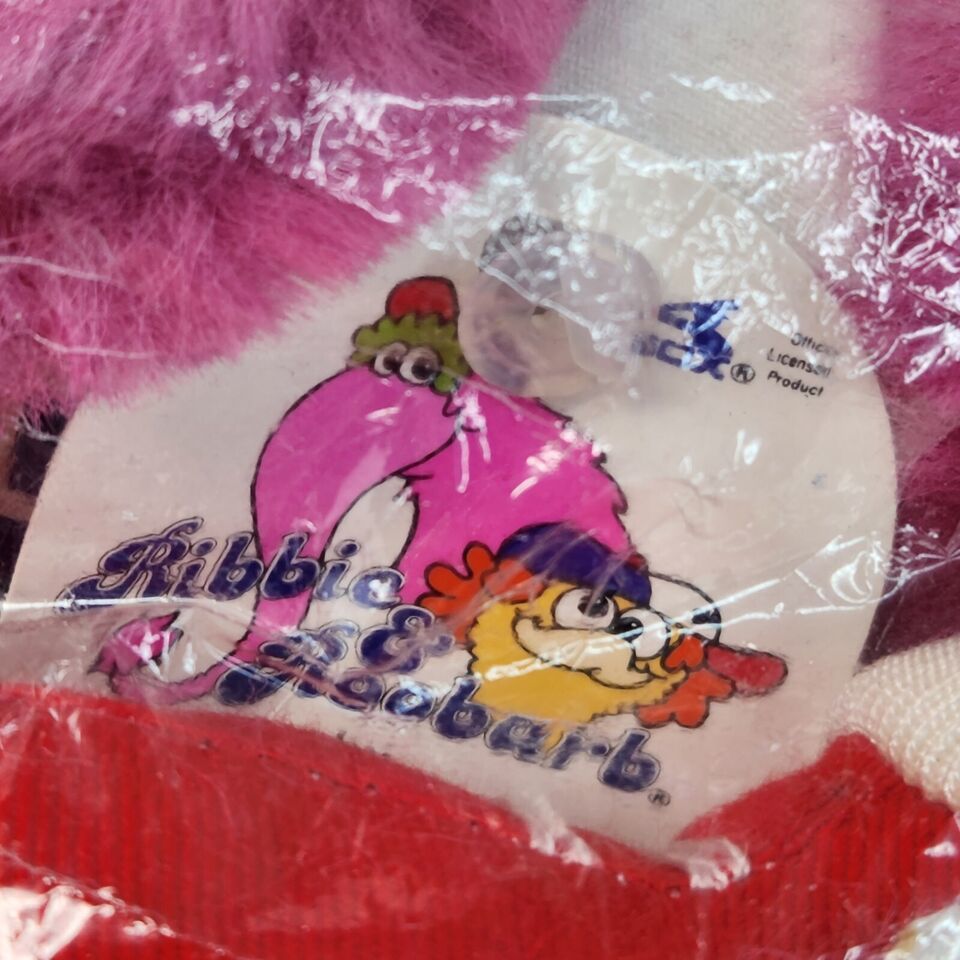 Licensed
Product
Ribbie
&
Roobarb®